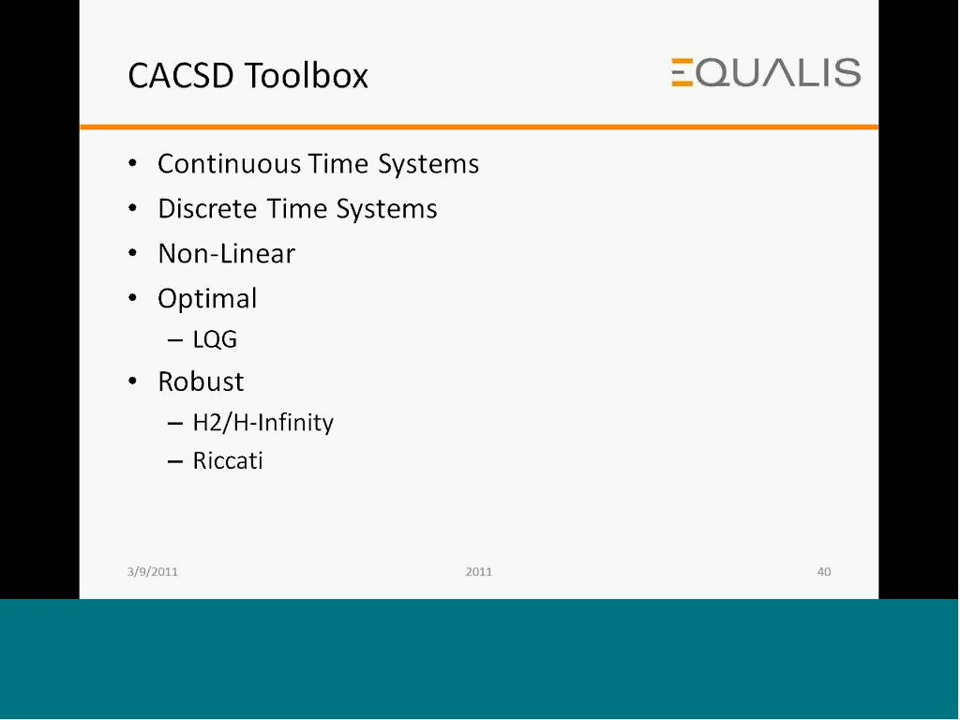 CACSD Toolbox
EQUALIS
• Continuous Time Systems
• Discrete Time Systems
• Non-Linear
• Optimal
– LQG
• Robust
– H2/H-Infinity
– Riccati
3/9/2011
2011
40